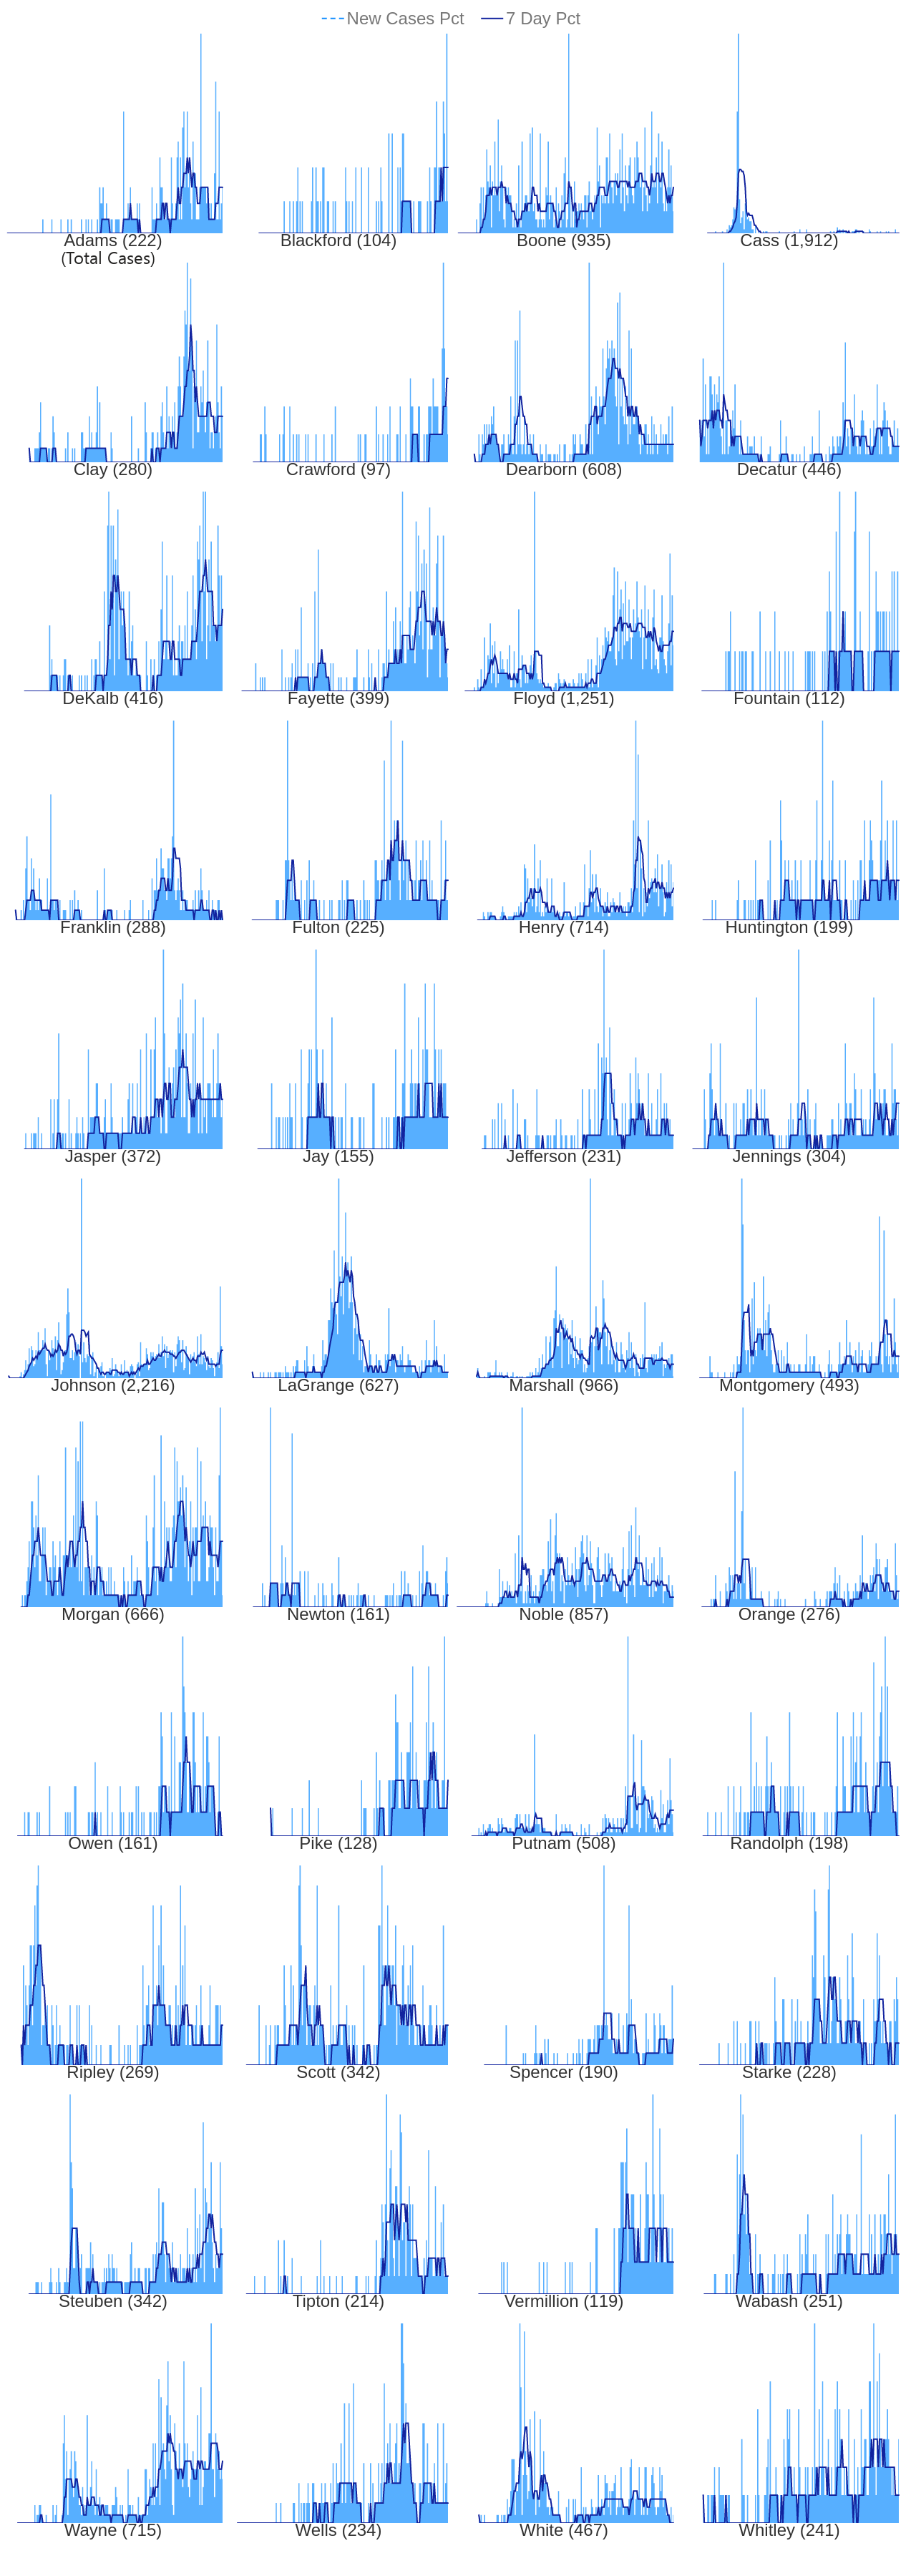 New Cases Pct 7 Day Pct
Adams (222) Blackford (104) Boone (935) Cass (1,912)
(Total Cases)
Clay (280) Crawford (97) Dearborn (608) Decatur (446)
DeKalb (416) Fayette (399) Floyd (1,251) Fountain (112)
Franklin (288) Fulton (225) Henry (714) Huntington (199)
Jasper (372) Jay (155) Jefferson (231) Jennings (304)
Johnson (2,216) LaGrange (627) Marshall (966) Montgomery (493)
Morgan (666) Newton (161) Noble (857) Orange (276)
Owen (161) Pike (128) Putnam (508) Randolph (198)
Ripley (269) Scott (342) Spencer (190) Starke (228)
Steuben (342) Tipton (214) Vermillion (119) Wabash (251)
Wayne (715) Wells (234) White (467) Whitley (241)